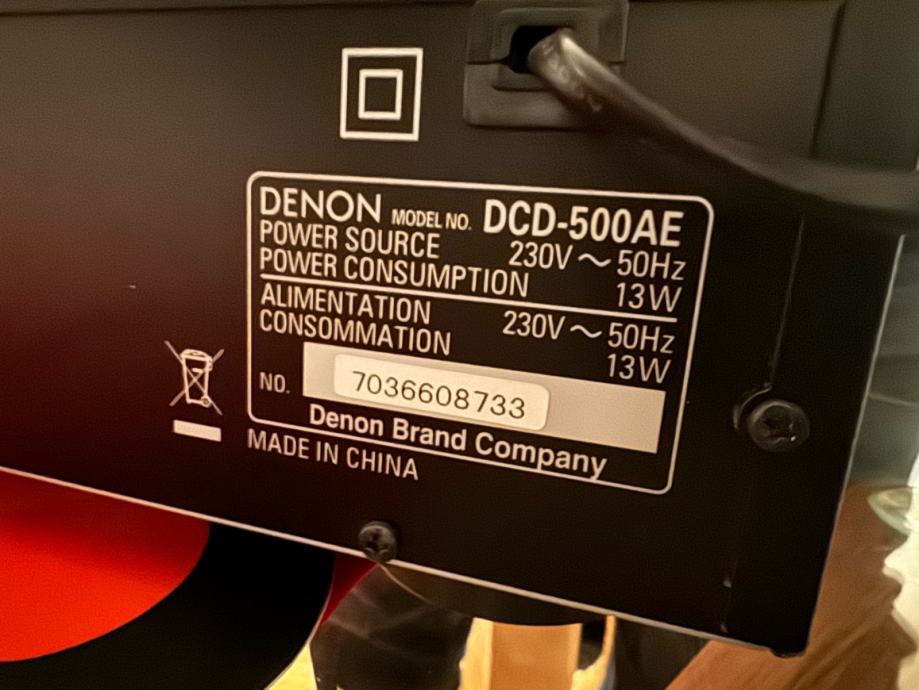 DENON MODEL NO. DCD-500AE
POWER SOURCE 230V ~ 50Hz
POWER CONSUMPTION 13W
ALIMENTATION 230V ~ 50Hz
CONSOMMATION 13W
NO. 7036608733
Denon Brand Company
MADE IN CHINA